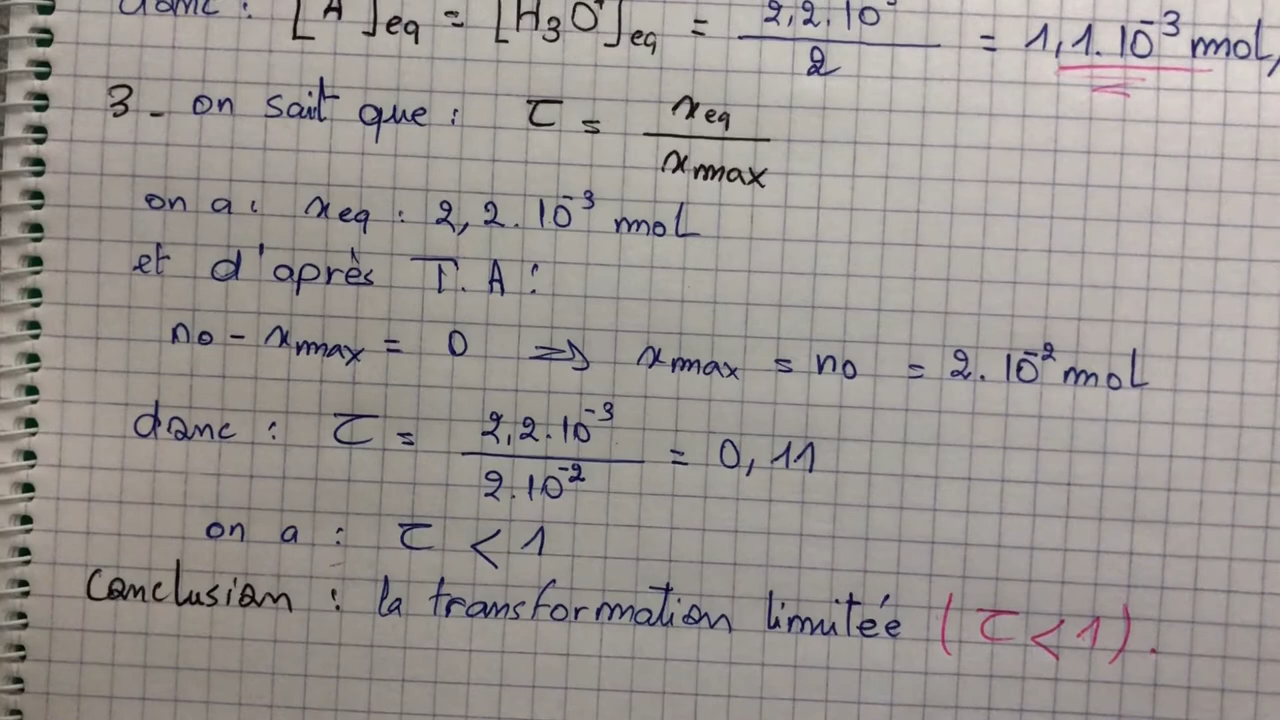 donc : [A⁻]eq = [H₃O⁺]eq = 2,2.10⁻³/2 = 1,1.10⁻³ mol/
3 - on sait que : τ = xeq/xmax
on a : xeq : 2,2.10⁻³ mol
et d'après T.A :
no - xmax = 0 => xmax = no = 2.10⁻² mol
danc : τ = 2,2.10⁻³/2.10⁻² = 0,11
on a : τ < 1
Conclusian : la transformation limitée (τ < 1).